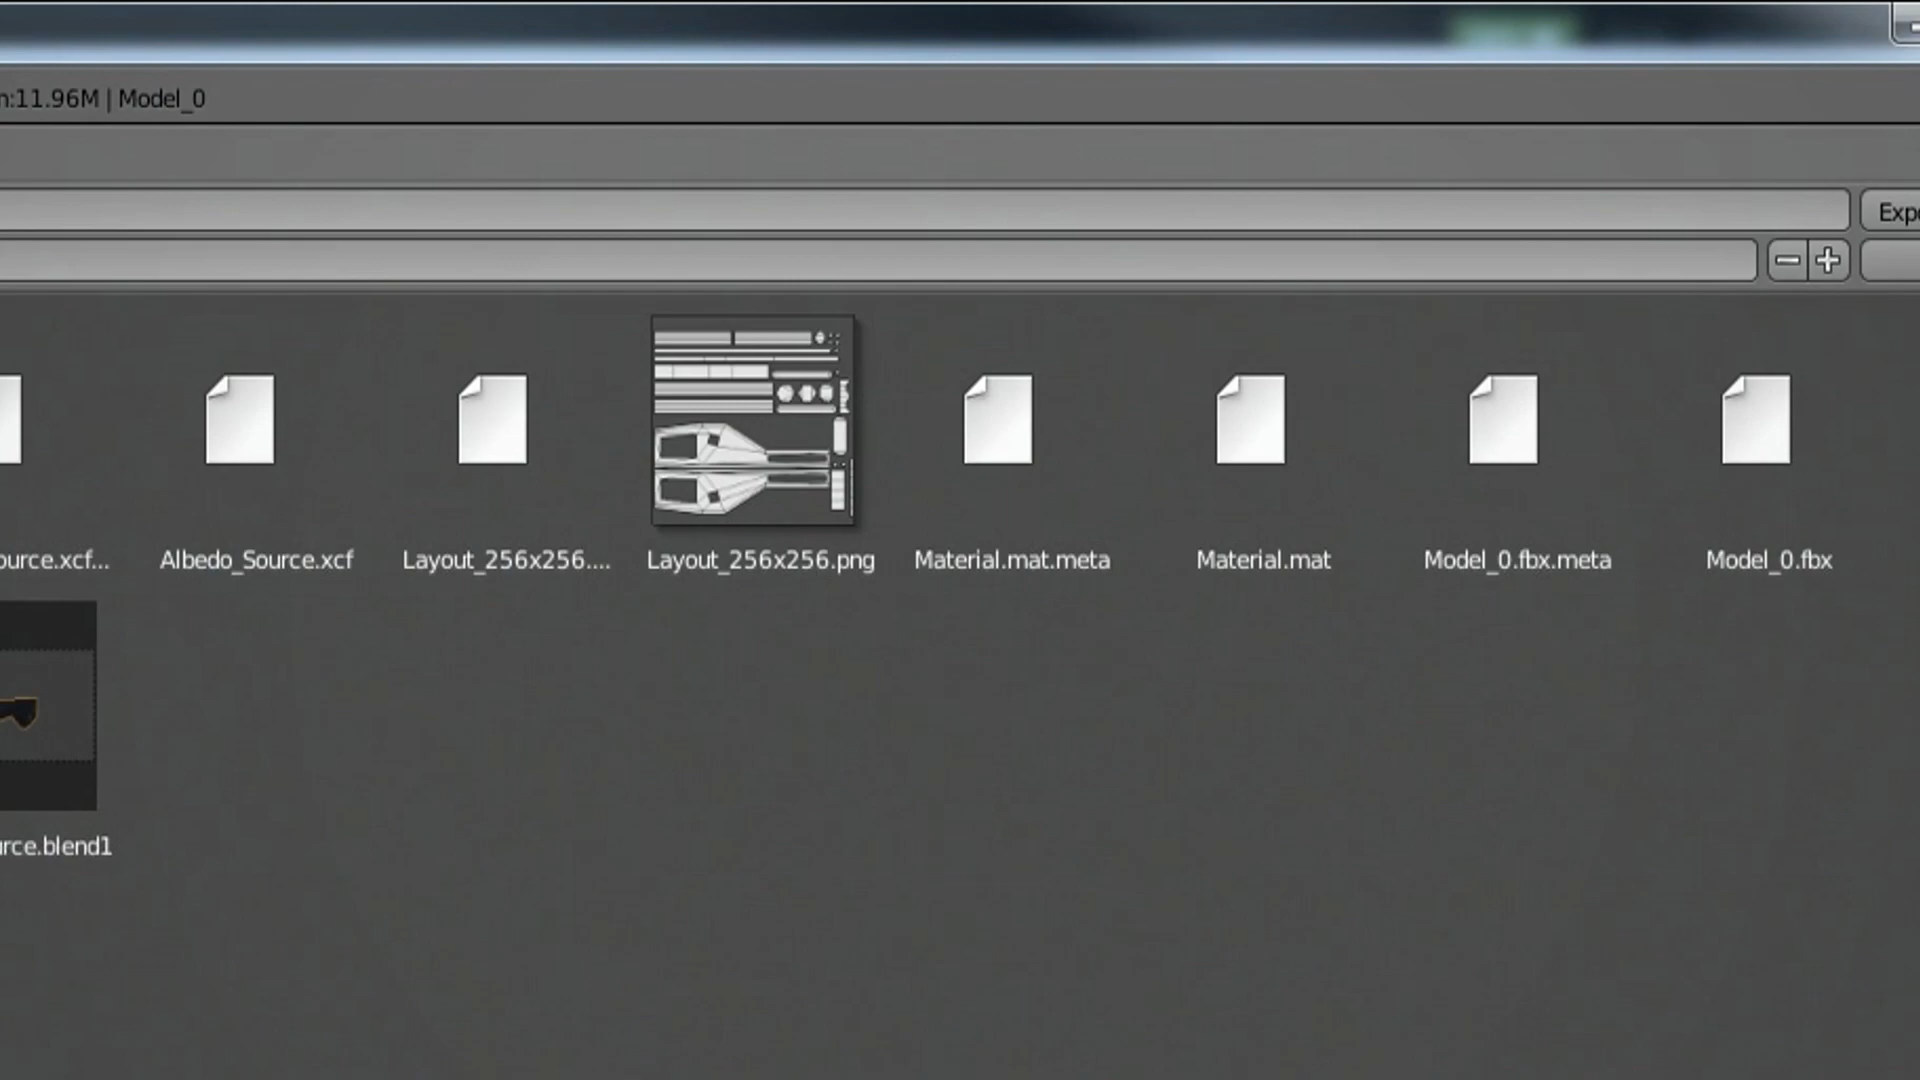 n:11.96M | Model_0
Exp
ource.xcf...
Albedo_Source.xcf
Layout_256x256....
Layout_256x256.png
Material.mat.meta
Material.mat
Model_0.fbx.meta
Model_0.fbx
urce.blend1